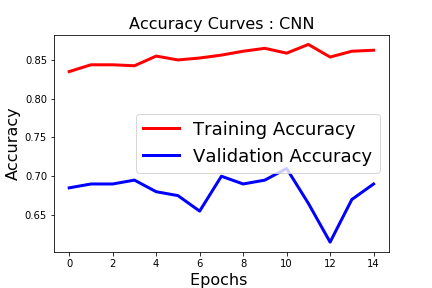 Accuracy Curves : CNN
Accuracy
0.85
0.80
0.75
0.70
0.65
Training Accuracy
Validation Accuracy
0 2 4 6 8 10 12 14
Epochs